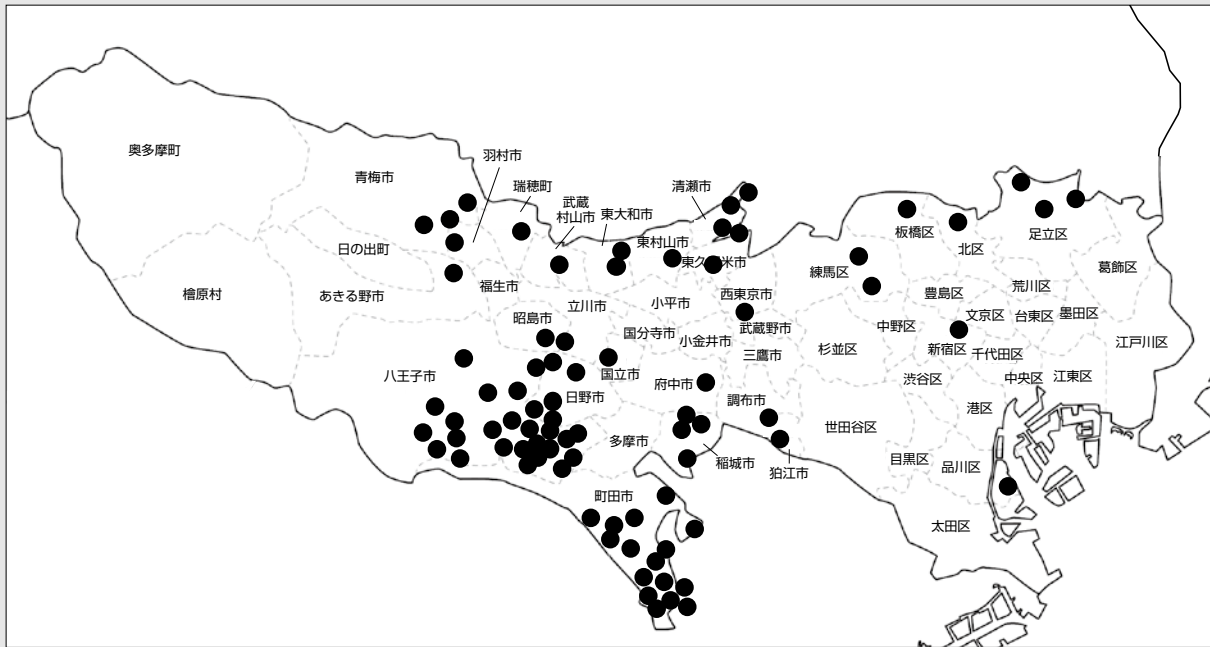 奥多摩町
青梅市
羽村市
瑞穂町
武蔵
村山市
東大和市
清瀬市
東村山市
日の出町
檜原村
あきる野市
福生市
立川市
小平市
西東京市
昭島市
国分寺市
小金井市
武蔵野市
三鷹市
八王子市
日野市
国立市
府中市
調布市
多摩市
稲城市
狛江市
町田市
練馬区
板橋区
北区
足立区
葛飾区
豊島区
荒川区
文京区
台東区
墨田区
中野区
新宿区
千代田区
江戸川区
杉並区
渋谷区
中央区
江東区
港区
世田谷区
目黒区
品川区
太田区